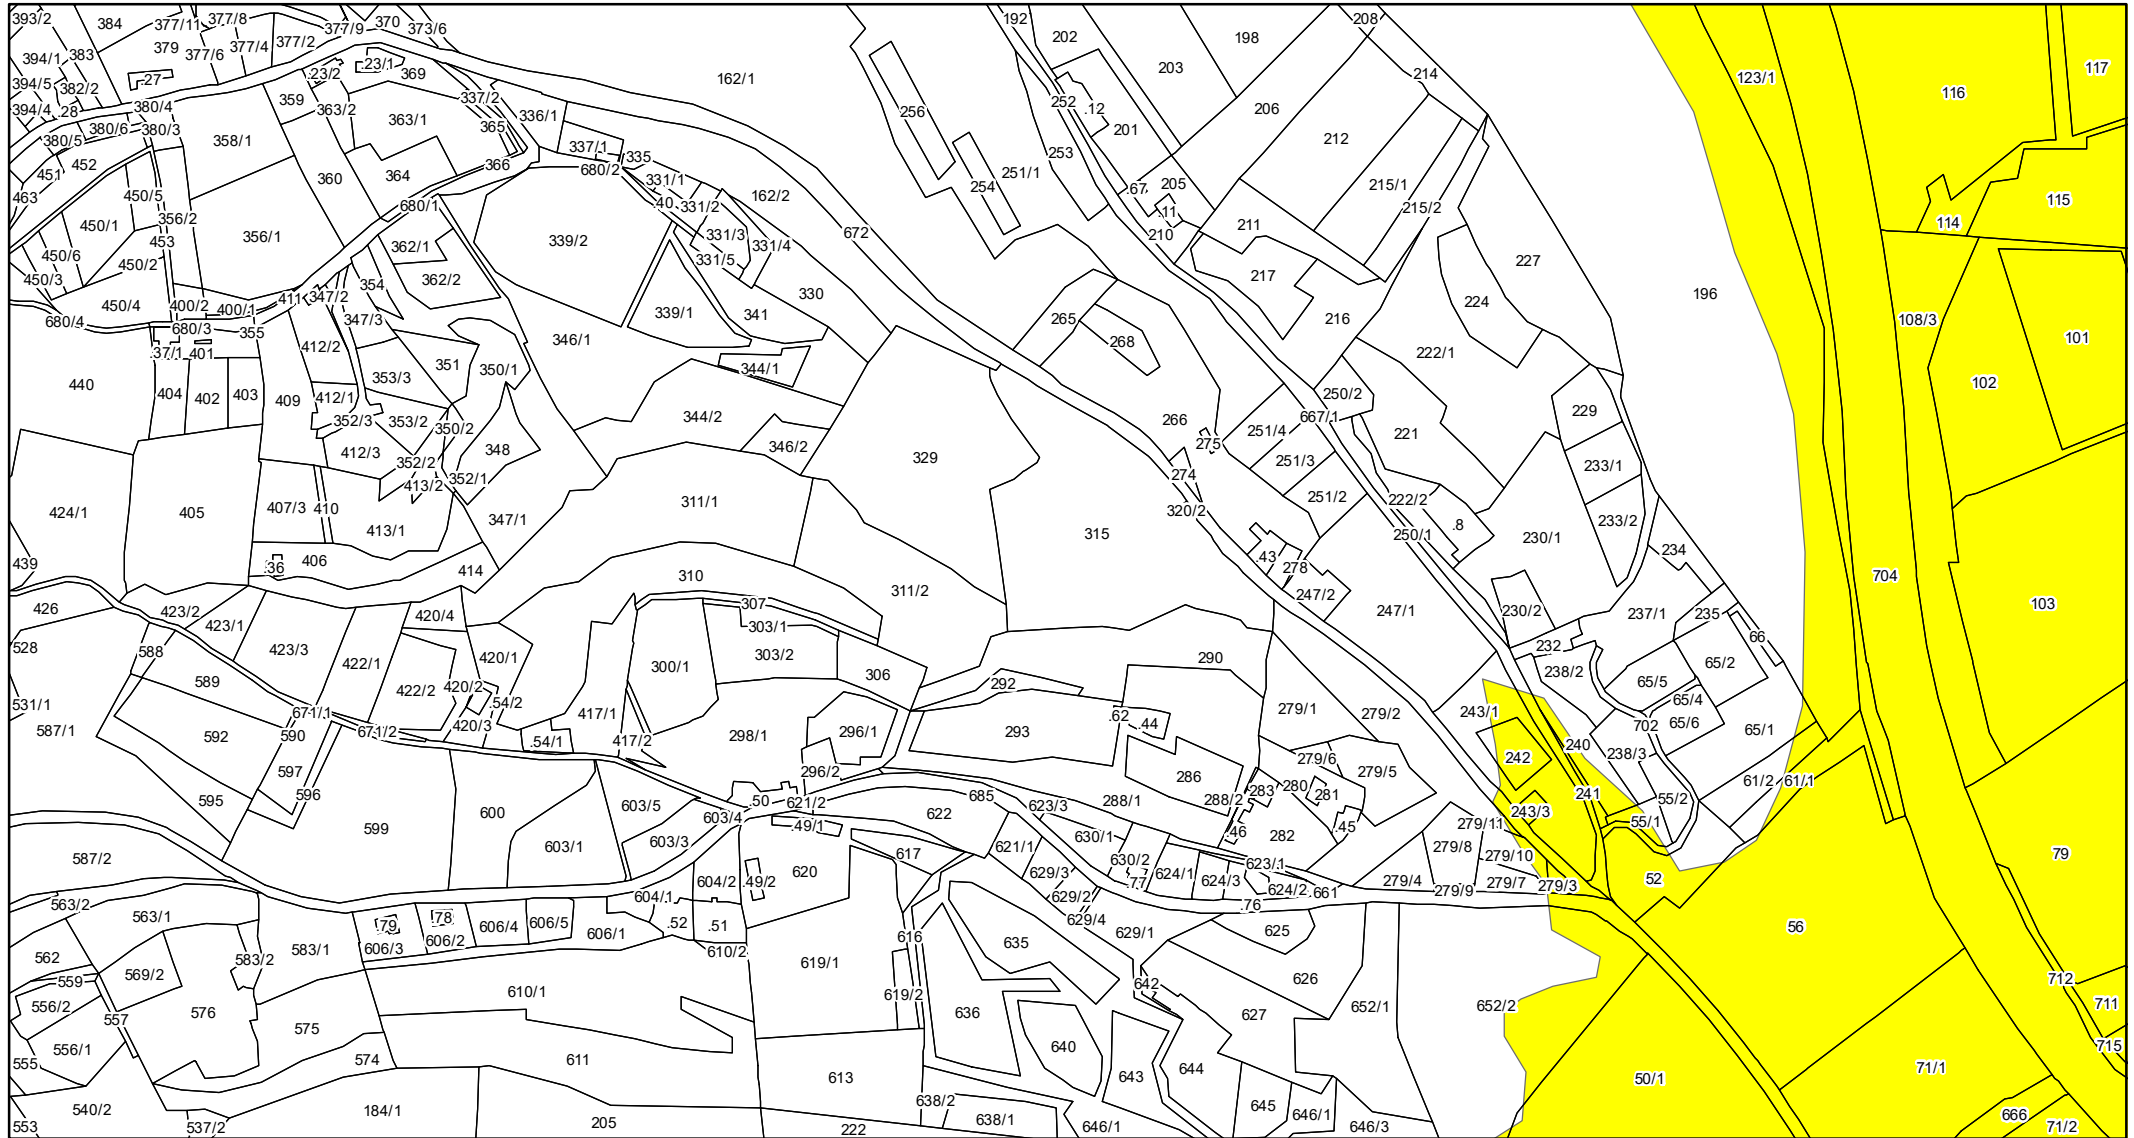 393/2 384 377/11 377/8 377/9 370 373/6 192 208
379 377/6 377/4 377/2 202 198
394/1 383 .23/2 .23/1 369 162/1 203 214 123/1 117
394/5 382/2 .27 337/2 252 116
394/4 .28 380/4 359 363/2 363/1 365 336/1 256 .12 201 206
380/5 380/6 380/3 358/1 337/1 335 253 212
451 452 360 364 366 680/2 331/1 254 251/1 .67 205 215/1
463 450/5 356/2 680/1 .40 331/2 162/2 .11 215/2 115
450/1 453 356/1 362/1 339/2 331/3 331/4 672 210 211 114
450/6 450/2 331/5 217 227
450/3 362/2 354 330 224 196
450/4 400/2 400/1 411 347/2 339/1 341 265 216 108/3
680/4 680/3 355 347/3 346/1 268 222/1 101
.37/1 401 412/2 351 350/1 344/1 102
440 404 402 403 409 353/3 412/1 250/2 229
352/3 353/2 350/2 344/2 266 667/1 251/4 221
412/3 348 346/2 329 275 251/3 233/1
352/2 352/1 413/2 274 251/2 222/2
424/1 405 407/3 410 413/1 347/1 311/1 320/2 .8 233/2
315 250/1 230/1
439 .36 406 414 310 .43 278 234 704
426 423/2 420/4 307 311/2 247/2 247/1 230/2 237/1 235 103
423/1 303/1
528 588 423/3 422/1 420/1 300/1 303/2 290 232 66
589 422/2 420/2 306 292 238/2 65/2
531/1 671/1 .54/2 417/1 .62 .44 279/1 279/2 243/1 65/5 65/4
587/1 592 590 671/2 420/3 .54/1 417/2 298/1 296/1 293 702 65/6 65/1
597 296/2 286 279/6 279/5 242 240 238/3
595 596 603/5 .50 621/2 685 288/1 288/2 283 280 281 241 61/2 61/1
599 600 603/4 .49/1 622 623/3 55/2
603/1 603/3 630/1 .46 282 .45 279/11 243/3 55/1
587/2 617 621/1 630/2 623/1 279/8 279/10 79
604/2 .49/2 620 629/3 .77 624/1 624/3 624/2 661 279/4 279/9 279/7 279/3 52
563/2 563/1 604/1 629/2 .76
.79 .78 606/4 606/5 606/1 .52 .51 629/4 629/1 625 56
562 583/2 583/1 606/3 606/2 610/2 616 635
559 569/2 619/1 642 626 712
556/2 557 576 610/1 619/2 636 627 652/1 652/2 711
556/1 575 640 715
555 574 611 613 643 644 50/1 71/1
540/2 184/1 638/2 638/1 645 646/1 666
553 537/2 205 222 646/1 646/3 71/2